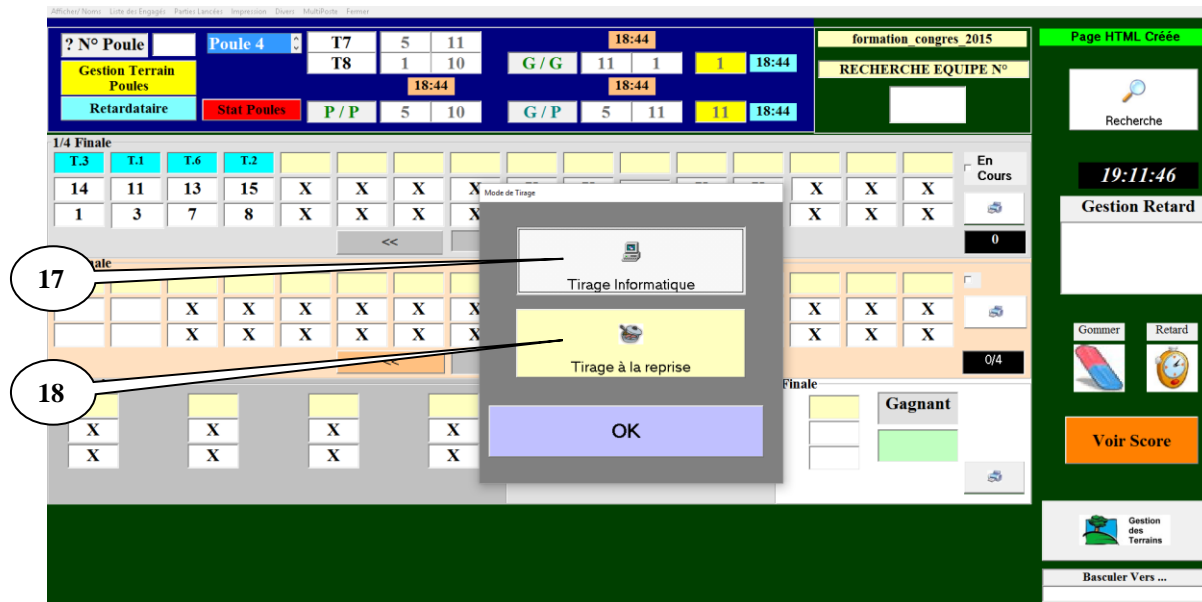 Afficher/ Noms Liste des Engagés Parties Lancées Impression Divers MultiPoste Fermer
? N° Poule Poule 4 T7 5 11 18:44 formation_congres_2015 Page HTML Créée
T8 1 10 G / G 11 1 1 18:44
Gestion Terrain Poules 18:44 18:44 RECHERCHE EQUIPE N°
Retardataire Stat Poules P / P 5 10 G / P 5 11 11 18:44
Recherche
1/4 Finale
T.3 T.1 T.6 T.2 En Cours
14 11 13 15 X X X X X X
1 3 7 8 X X X X X X X
<< 0
19:11:46
Gestion Retard
Mode de Tirage
Tirage Informatique
Tirage à la reprise
OK
17
ale
X X X X X X X X
X X X X X X X X
<< 0/4
18
Gommer Retard
Finale
Gagnant
X X X X
X X X X
Voir Score
Gestion des Terrains
Basculer Vers ...